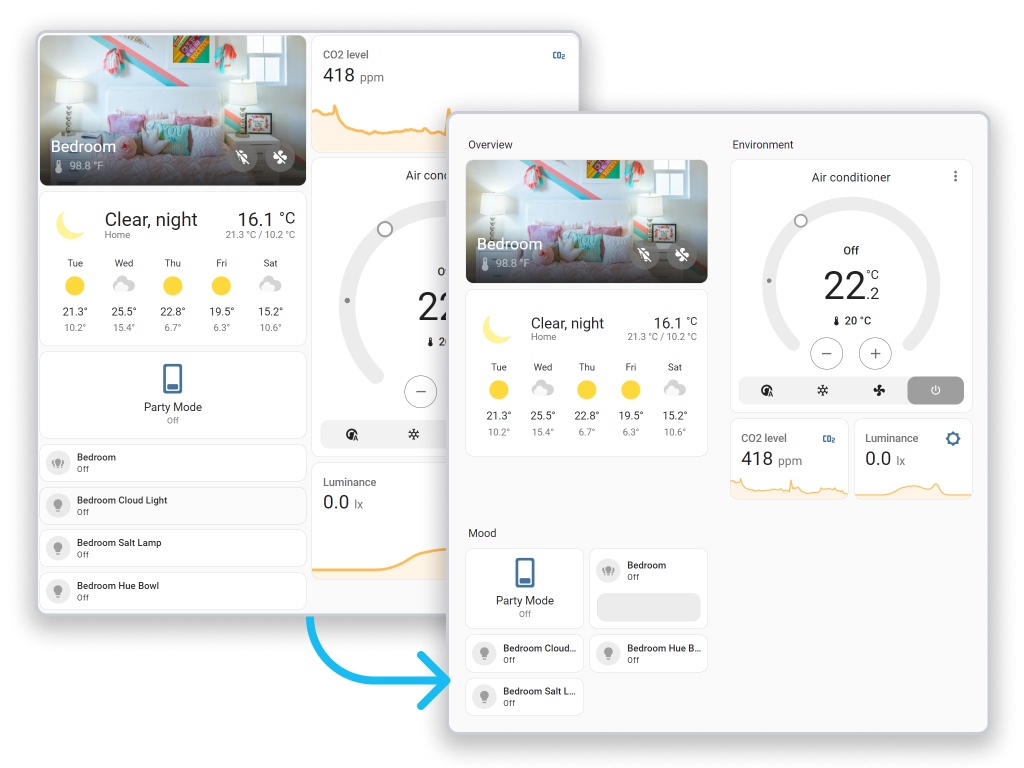 Bedroom
98.8 °F
Clear, night
Home
16.1 °C
21.3 °C / 10.2 °C
Tue Wed Thu Fri Sat
21.3° 25.5° 22.8° 19.5° 15.2°
10.2° 15.4° 6.7° 6.3° 10.6°
Party Mode
Off
Bedroom
Off
Bedroom Cloud Light
Off
Bedroom Salt Lamp
Off
Bedroom Hue Bowl
Off
CO2 level
CO₂
418 ppm
Air con
O
22
20
A
Luminance
0.0 lx
Overview
Bedroom
98.8 °F
Clear, night
Home
16.1 °C
21.3 °C / 10.2 °C
Tue Wed Thu Fri Sat
21.3° 25.5° 22.8° 19.5° 15.2°
10.2° 15.4° 6.7° 6.3° 10.6°
Mood
Party Mode
Off
Bedroom
Off
Bedroom Cloud...
Off
Bedroom Hue B...
Off
Bedroom Salt L...
Off
Environment
Air conditioner
Off
22.2 °C
20 °C
A
CO2 level
CO₂
418 ppm
Luminance
0.0 lx